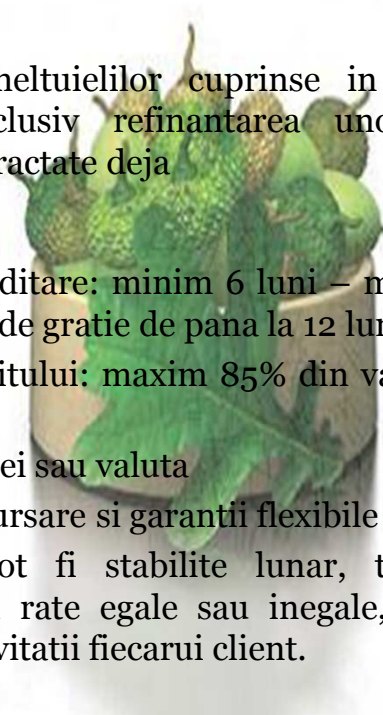 neltuielilor cuprinse in
clusiv refinantarea uno
ractate deja
ditare: minim 6 luni – m
de gratie de pana la 12 lun
itului: maxim 85% din va
ei sau valuta
ursare si garantii flexibile
ot fi stabilite lunar, t
rate egale sau inegale,
vitatii fiecarui client.